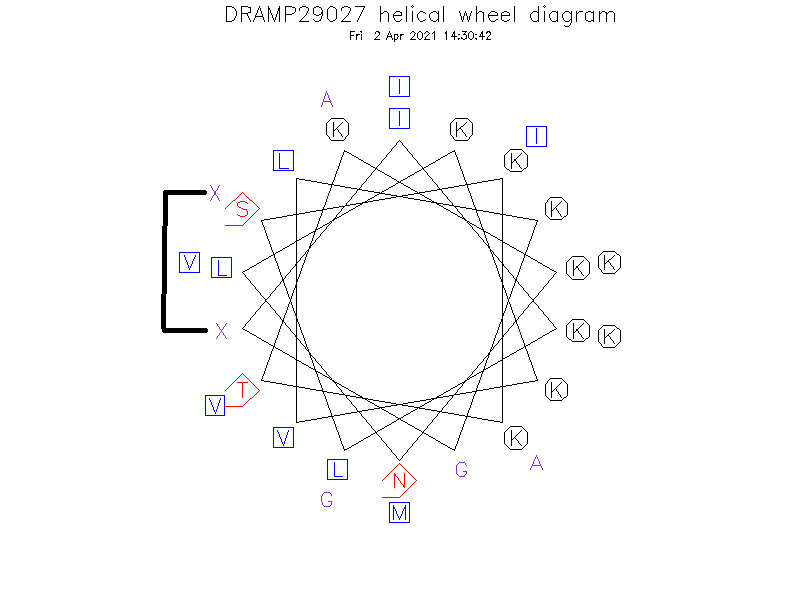 DRAMP29027 helical wheel diagram
Fri 2 Apr 2021 14:30:42
I
A
I
K
K
I
L
K
X
S
K
V
L
K
K
X
K
K
T
K
V
V
K
L
G
A
N
G
M